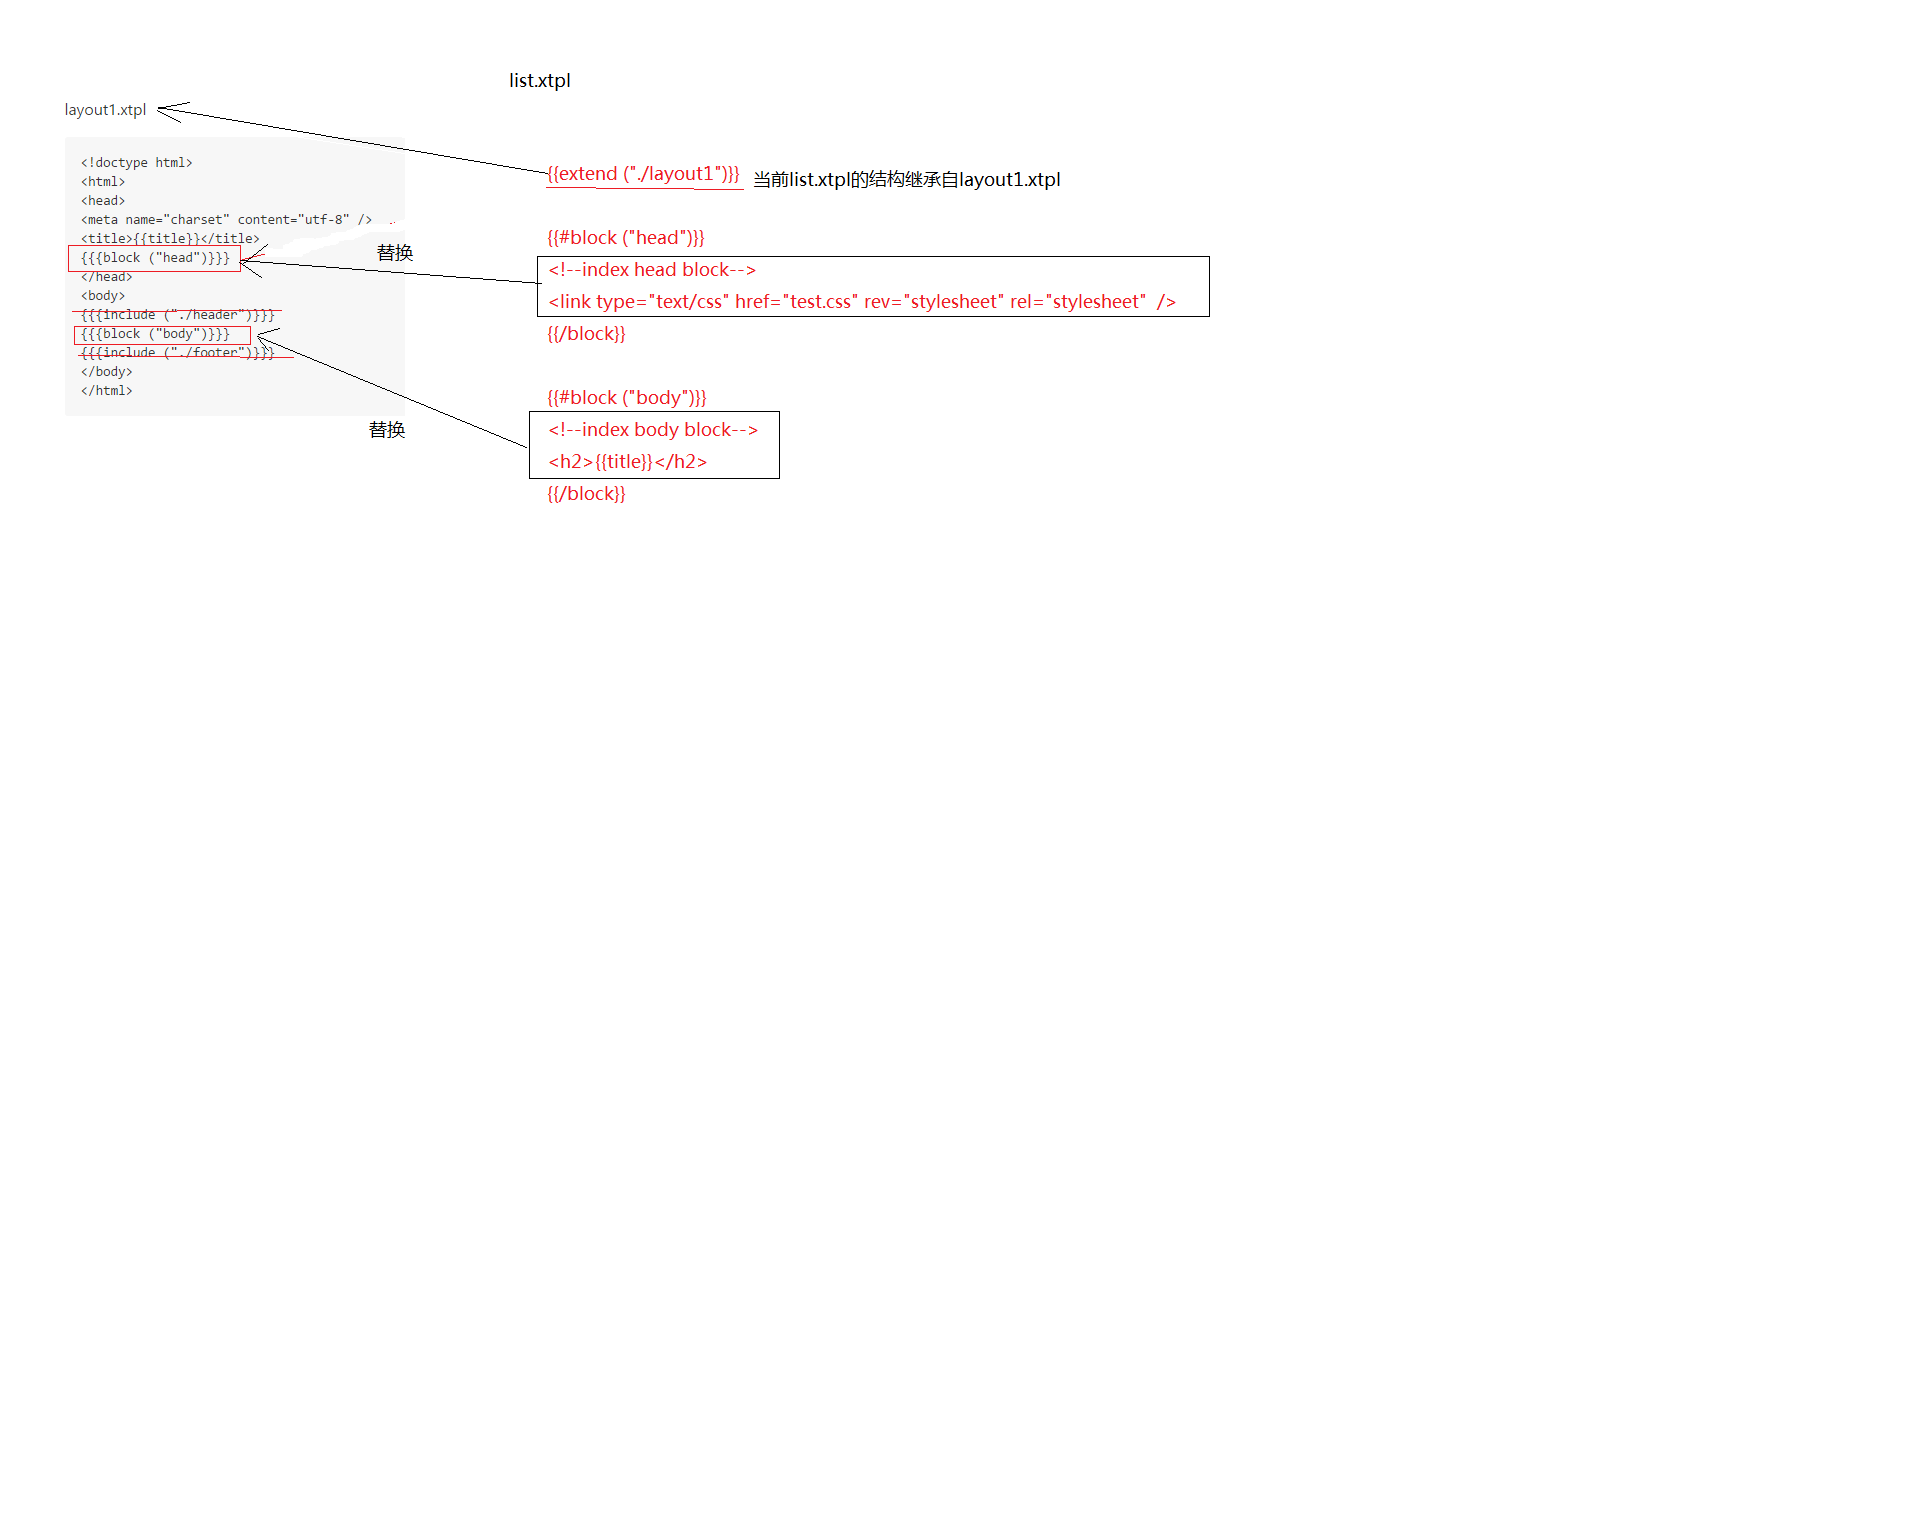 list.xtpl
layout1.xtpl
<!doctype html>
<html>
<head>
<meta name="charset" content="utf-8" />
<title>{{title}}</title>
{{{block ("head")}}}
</head>
<body>
{{{include ("./header")}}}
{{{block ("body")}}}
{{{include ("./footer")}}}
</body>
</html>
替换
替换
{{extend ("./layout1")}} 当前list.xtpl的结构继承自layout1.xtpl
{{#block ("head")}}
<!--index head block-->
<link type="text/css" href="test.css" rev="stylesheet" rel="stylesheet" />
{{/block}}
{{#block ("body")}}
<!--index body block-->
<h2>{{title}}</h2>
{{/block}}